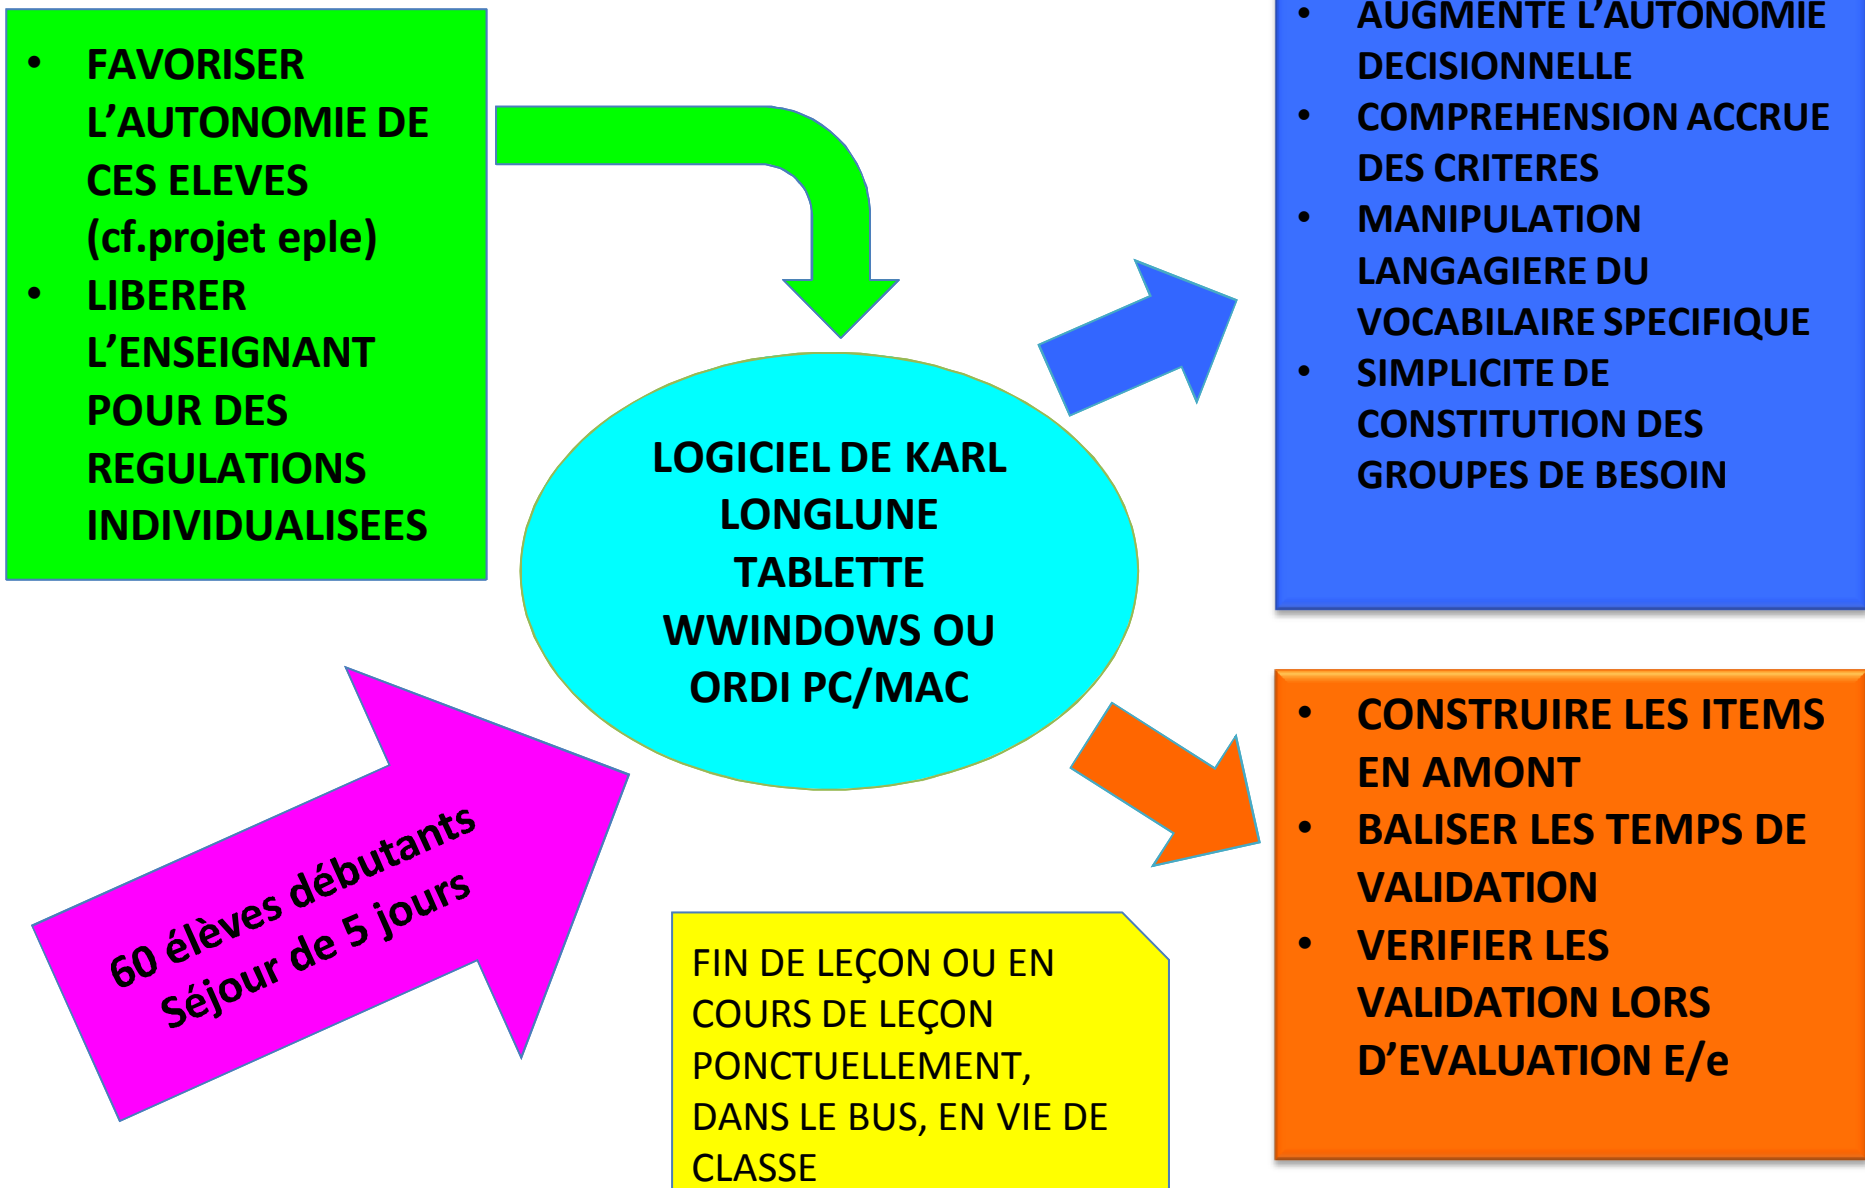 • FAVORISER
L’AUTONOMIE DE
CES ELEVES
(cf.projet eple)
• LIBERER
L’ENSEIGNANT
POUR DES
REGULATIONS
INDIVIDUALISEES
60 élèves débutants
Séjour de 5 jours
LOGICIEL DE KARL
LONGLUNE
TABLETTE
WWINDOWS OU
ORDI PC/MAC
FIN DE LEÇON OU EN
COURS DE LEÇON
PONCTUELLEMENT,
DANS LE BUS, EN VIE DE
CLASSE
• AUGMENTE L’AUTONOMIE
DECISIONNELLE
• COMPREHENSION ACCRUE
DES CRITERES
• MANIPULATION
LANGAGIERE DU
VOCABILAIRE SPECIFIQUE
• SIMPLICITE DE
CONSTITUTION DES
GROUPES DE BESOIN
• CONSTRUIRE LES ITEMS
EN AMONT
• BALISER LES TEMPS DE
VALIDATION
• VERIFIER LES
VALIDATION LORS
D’EVALUATION E/e